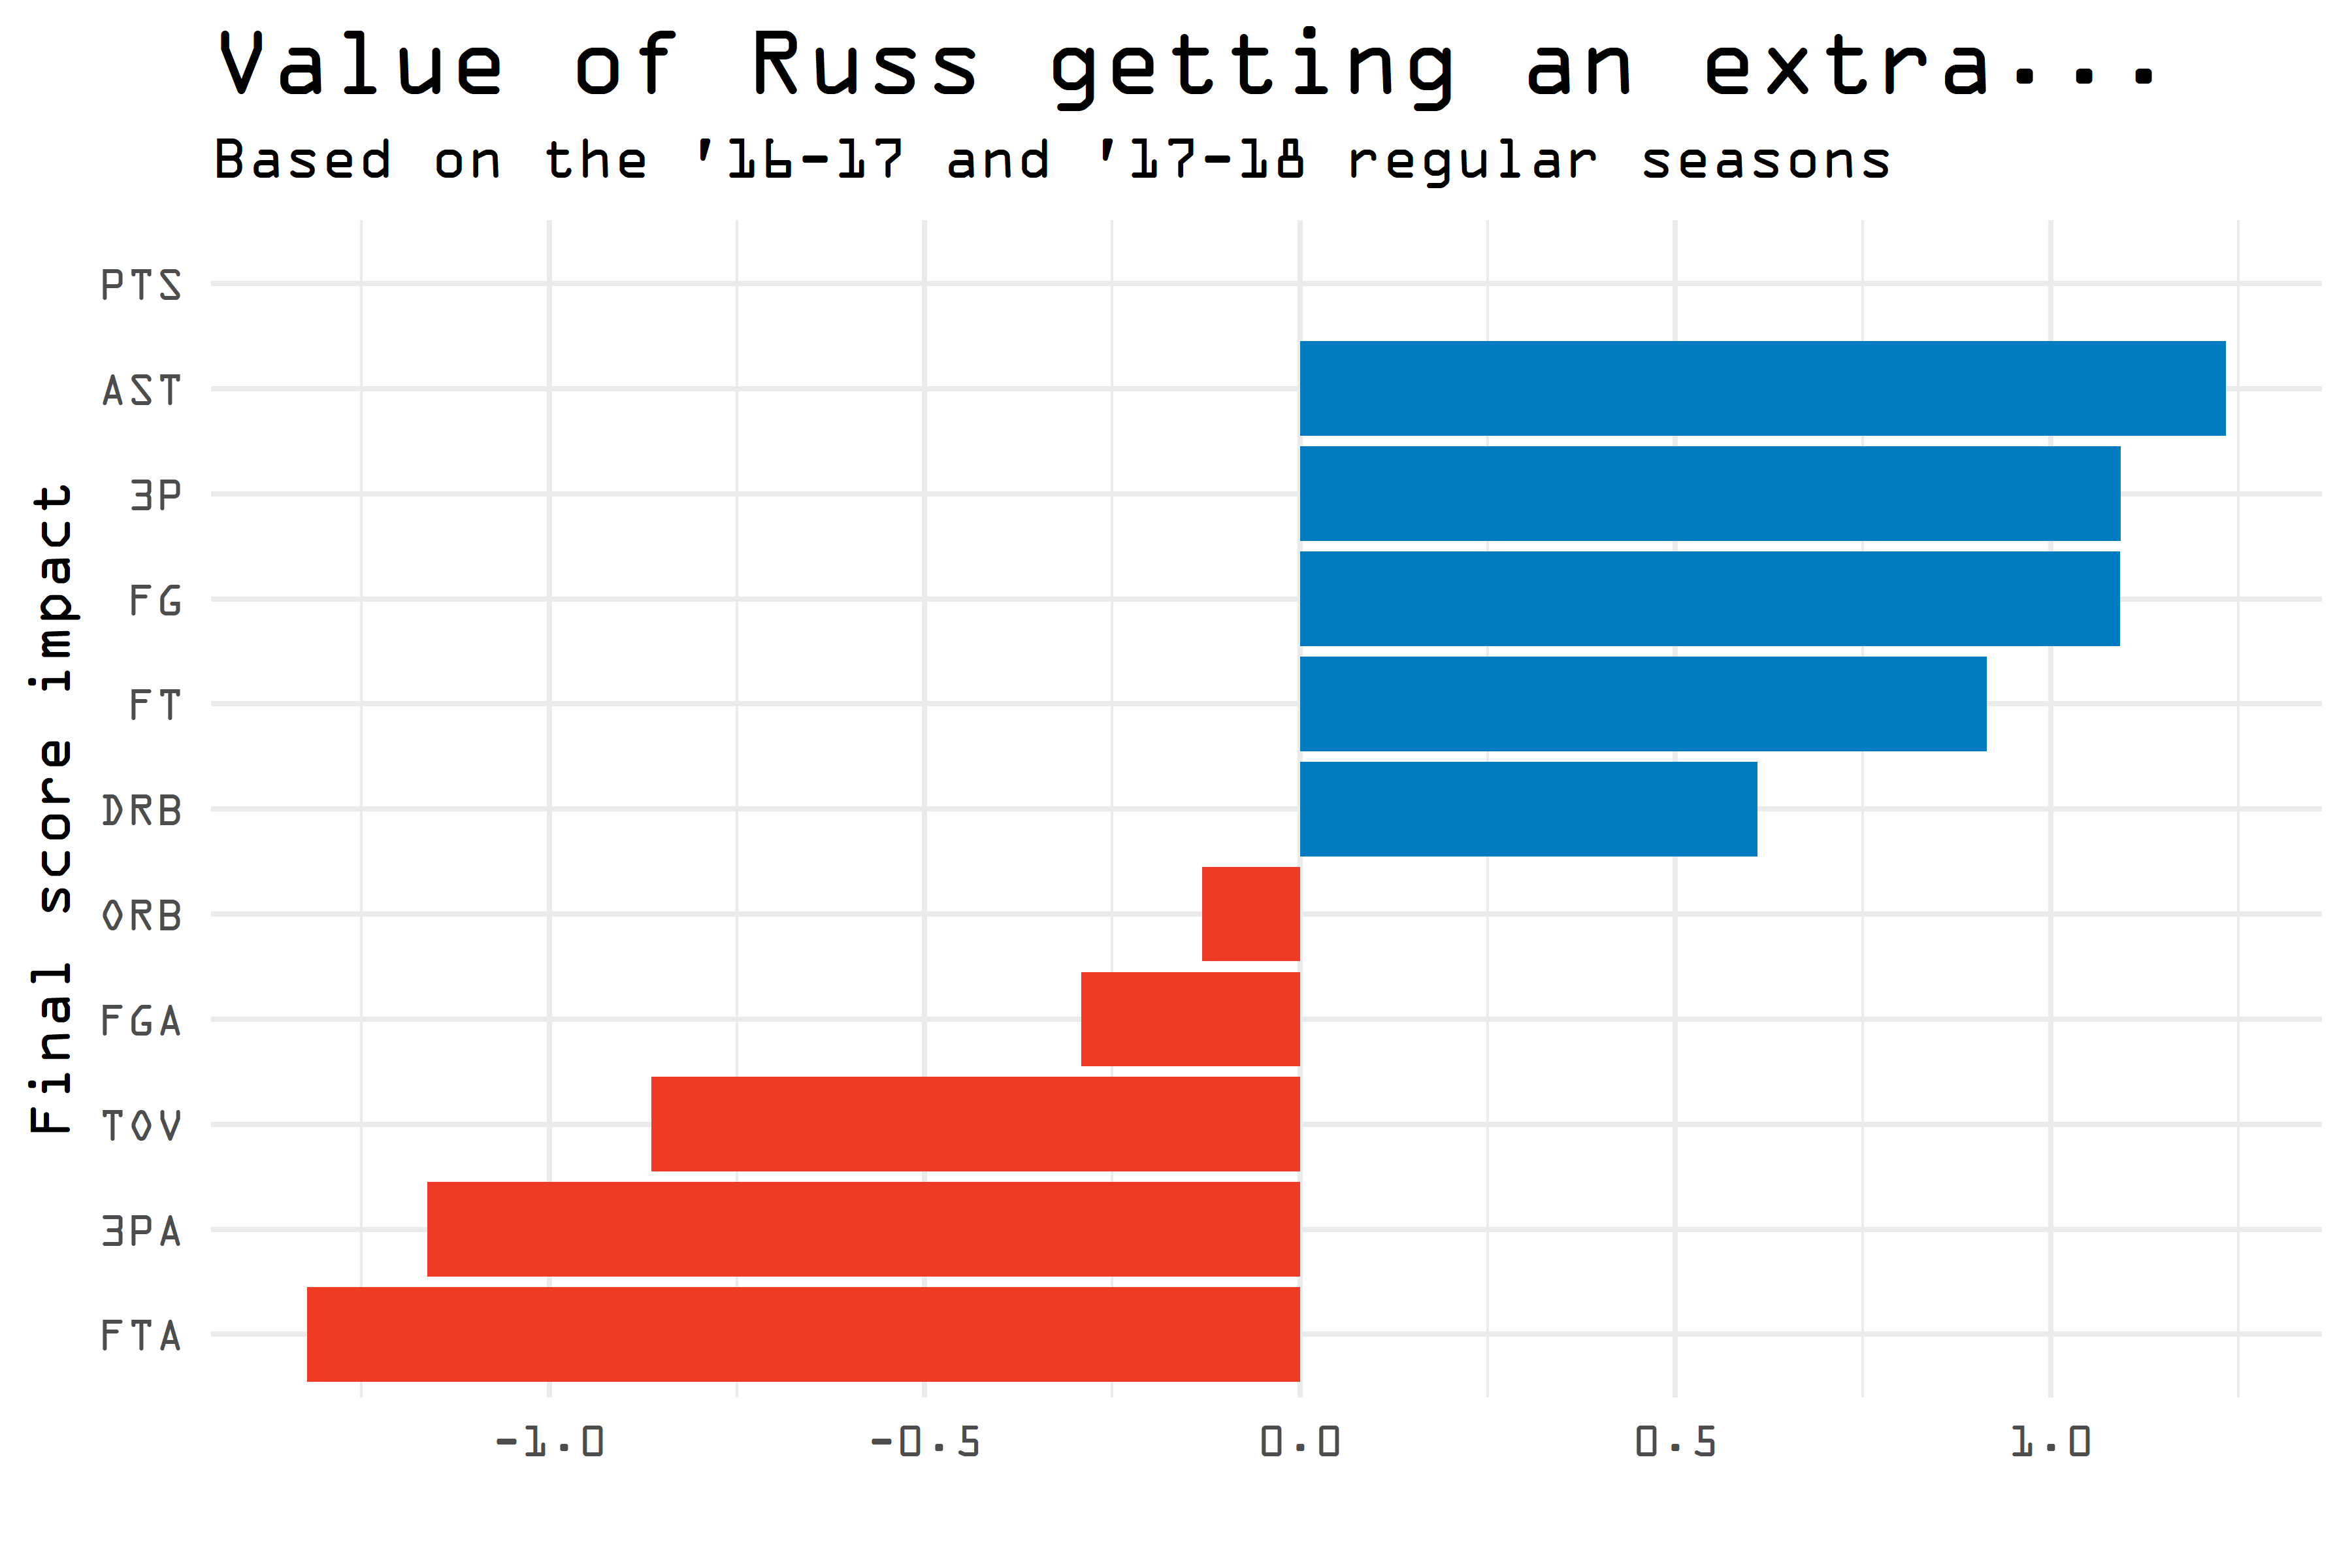 Value of Russ getting an extra...
Based on the '16-17 and '17-18 regular seasons
Final score impact
PTS
AST
3P
FG
FT
DRB
ORB
FGA
TOV
3PA
FTA
-1.0
-0.5
0.0
0.5
1.0